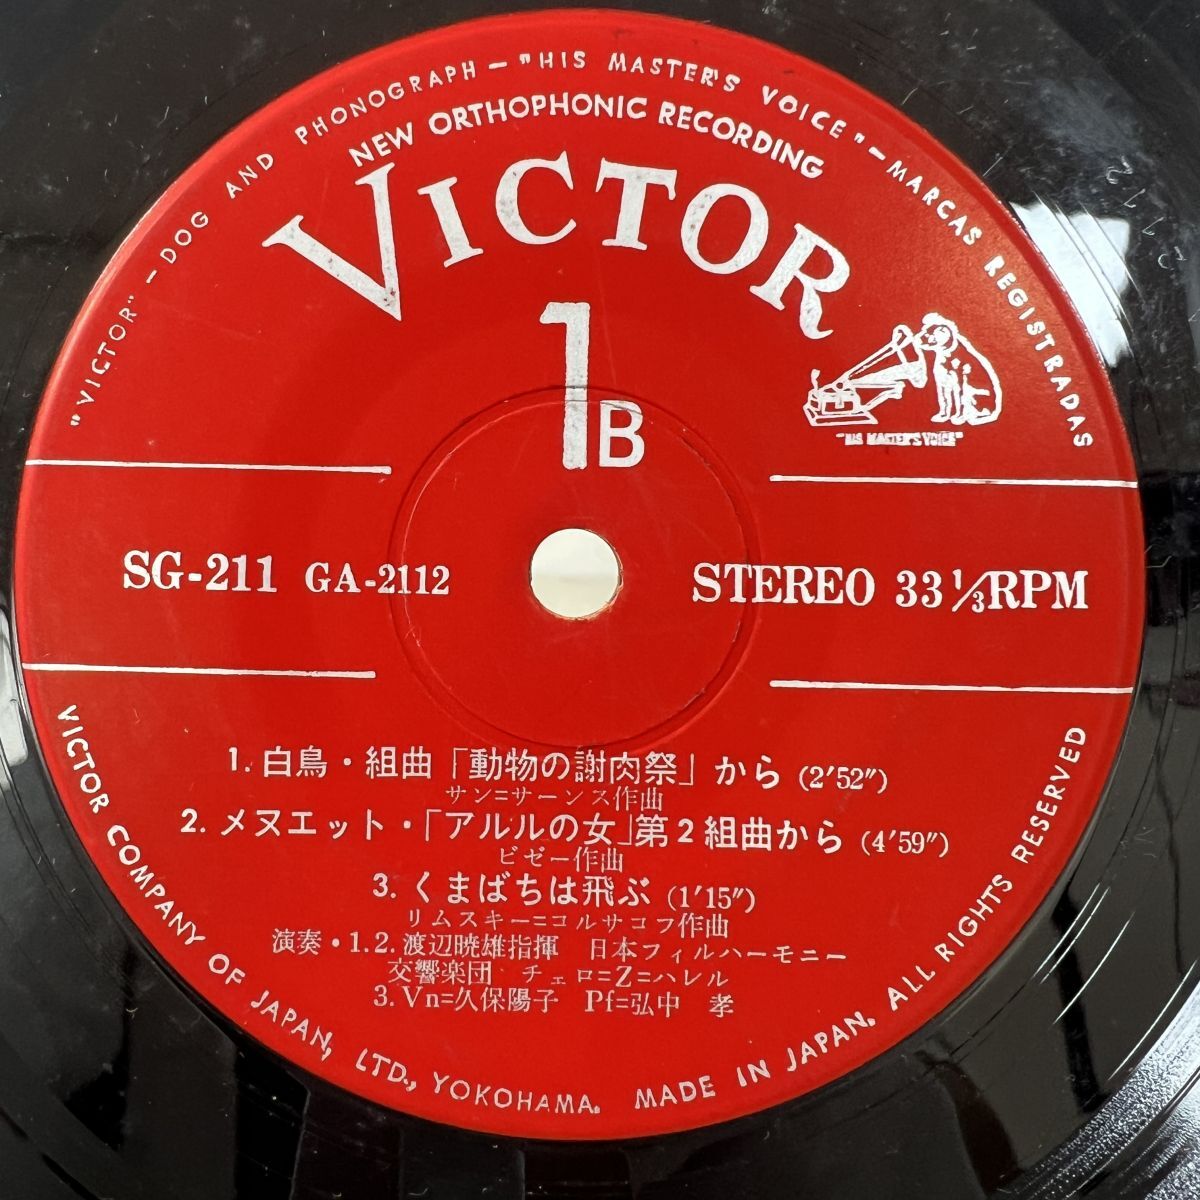 "VICTOR"—DOG AND PHONOGRAPH—"HIS MASTER'S VOICE"—MARCAS REGISTRADAS
NEW ORTHOPHONIC RECORDING
VICTOR
1B
"HIS MASTER'S VOICE"
SG-211 GA-2112
STEREO 33 1/3 RPM
1. 白鳥・組曲「動物の謝肉祭」から (2′52″)
サン=サーンス作曲
2. メヌエット・「アルルの女」第2組曲から (4′59″)
ビゼー作曲
3. くまばちは飛ぶ (1′15″)
リムスキー=コルサコフ作曲
演奏・1.2. 渡辺暁雄指揮 日本フィルハーモニー
交響楽団 チェロ=Z=ハレル
3. Vn=久保陽子 Pf=弘中 孝
VICTOR COMPANY OF JAPAN, LTD., YOKOHAMA. MADE IN JAPAN. ALL RIGHTS RESERVED